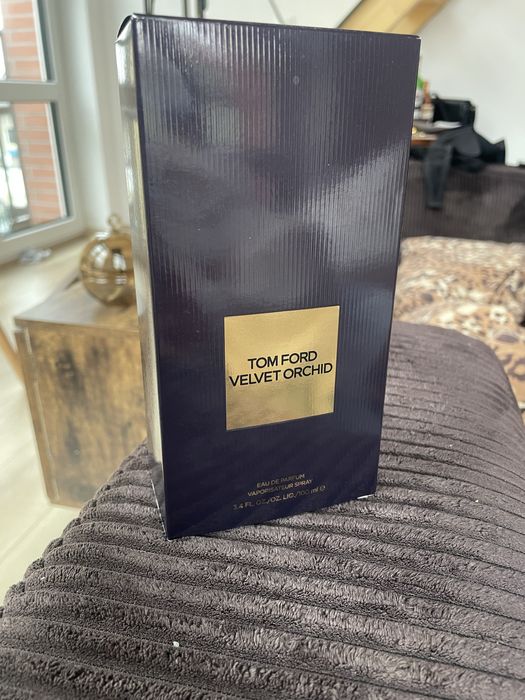 TOM FORD
VELVET ORCHID
EAU DE PARFUM
VAPORISATEUR SPRAY
3.4 FL. OZ./OZ. LIQ./100 ml ℮